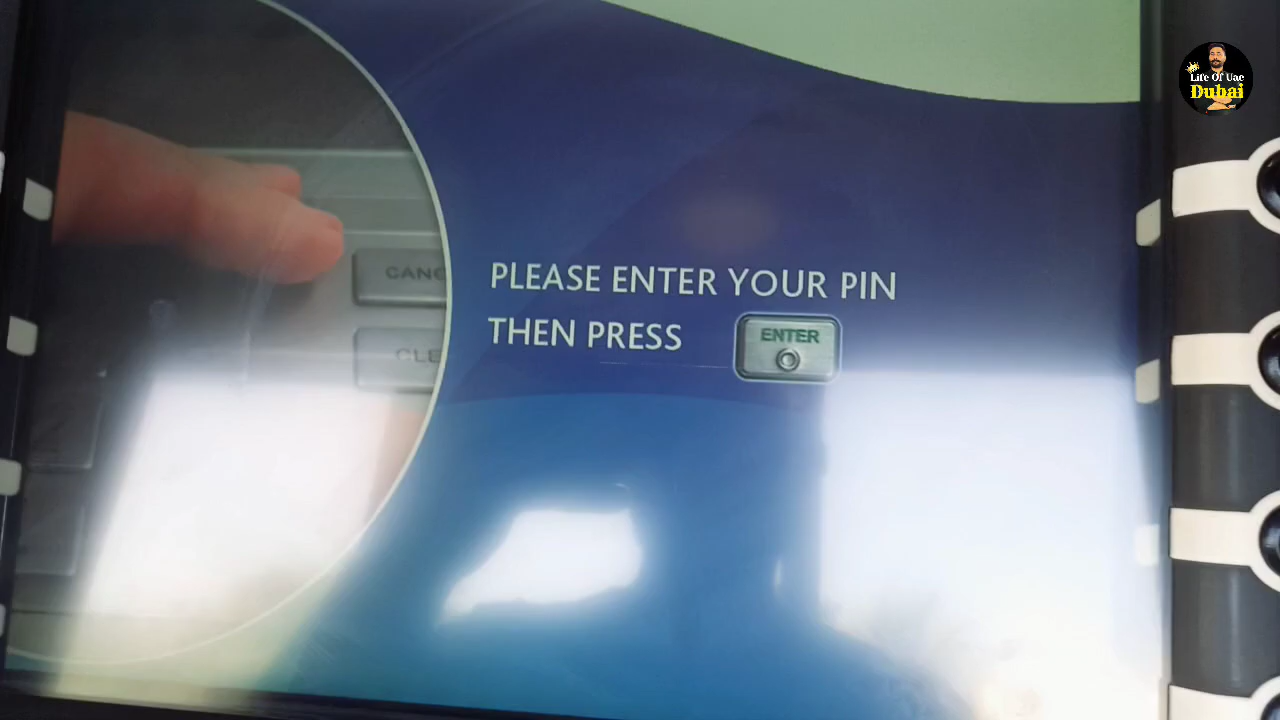 Life Of Uae
Dubai
CANC
CLE
PLEASE ENTER YOUR PIN
THEN PRESS ENTER